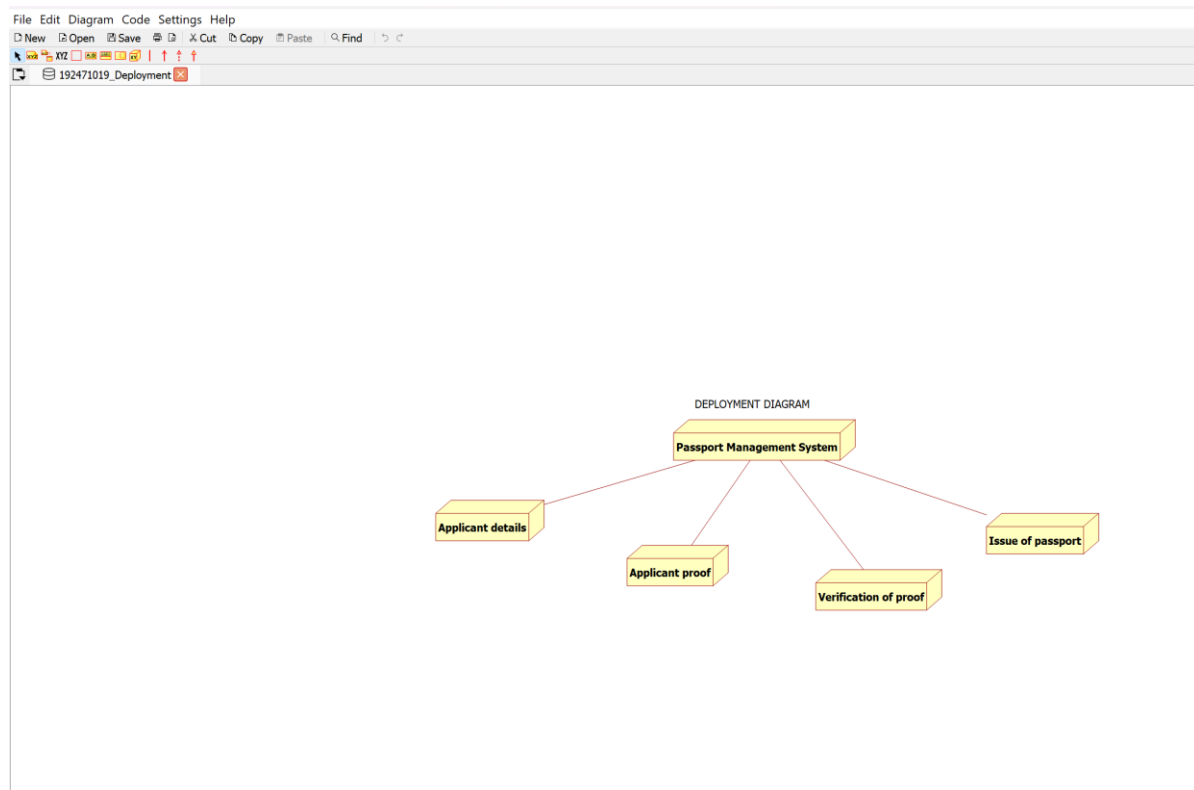 File Edit Diagram Code Settings Help
New Open Save Cut Copy Paste Find
XYZ
192471019_Deployment
DEPLOYMENT DIAGRAM
Passport Management System
Applicant details
Issue of passport
Applicant proof
Verification of proof